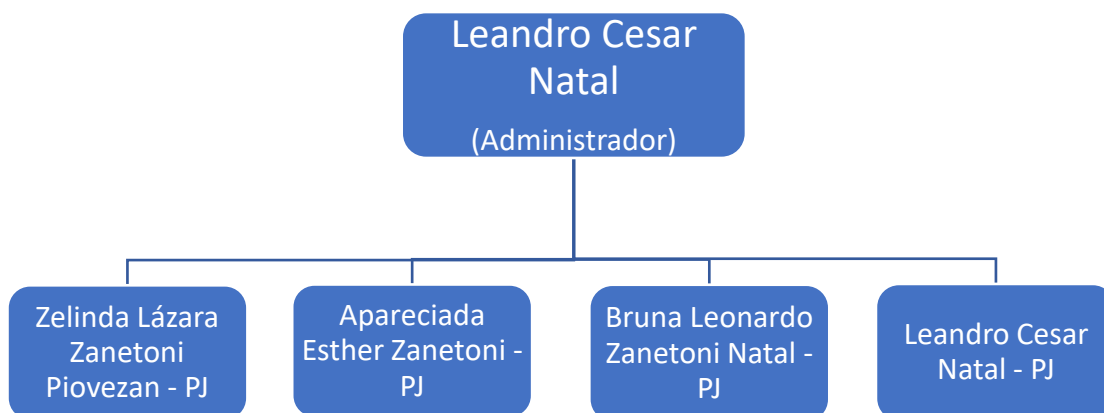 Leandro Cesar
Natal
(Administrador)
Zelinda Lázara
Zanetoni
Piovezan - PJ
Apareciada
Esther Zanetoni -
PJ
Bruna Leonardo
Zanetoni Natal -
PJ
Leandro Cesar
Natal - PJ